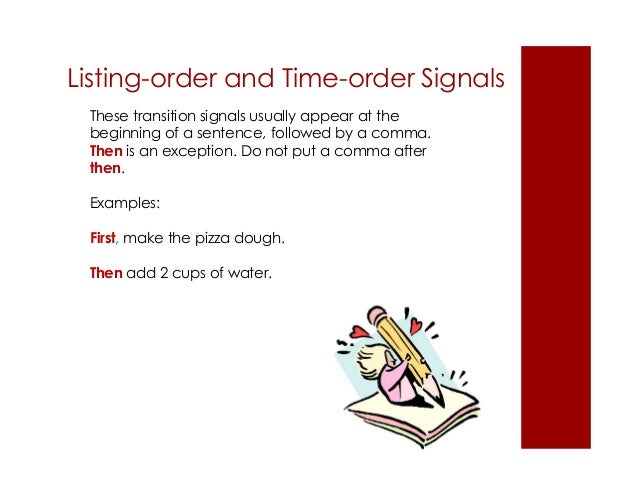 Listing-order and Time-order Signals
These transition signals usually appear at the
beginning of a sentence, followed by a comma.
Then is an exception. Do not put a comma after
then.
Examples:
First, make the pizza dough.
Then add 2 cups of water.